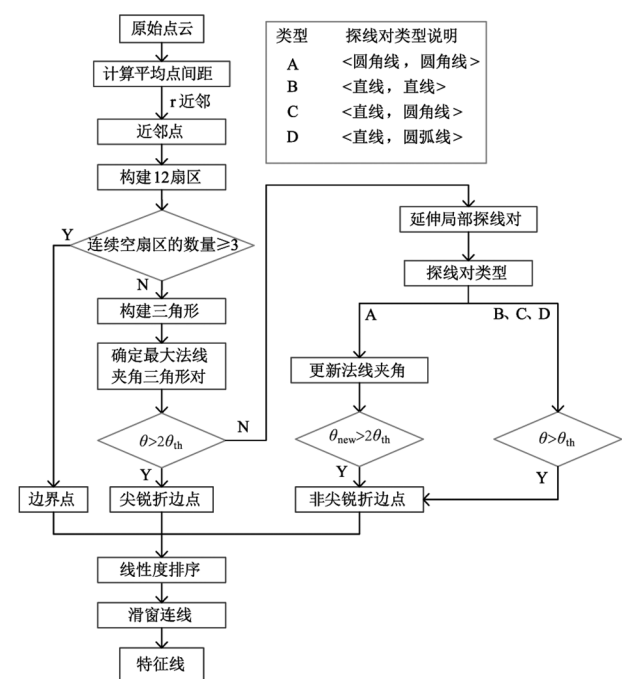 原始点云
计算平均点间距
r近邻
近邻点
构建12扇区
连续空扇区的数量≥3
Y
N
构建三角形
确定最大法线
夹角三角形对
θ>2θth
N
Y
边界点
尖锐折边点
线性度排序
滑窗连线
特征线
类型 探线对类型说明
A <圆角线，圆角线>
B <直线，直线>
C <直线，圆角线>
D <直线，圆弧线>
延伸局部探线对
探线对类型
A
B、C、D
更新法线夹角
θnew>2θth
θ>θth
Y
Y
非尖锐折边点